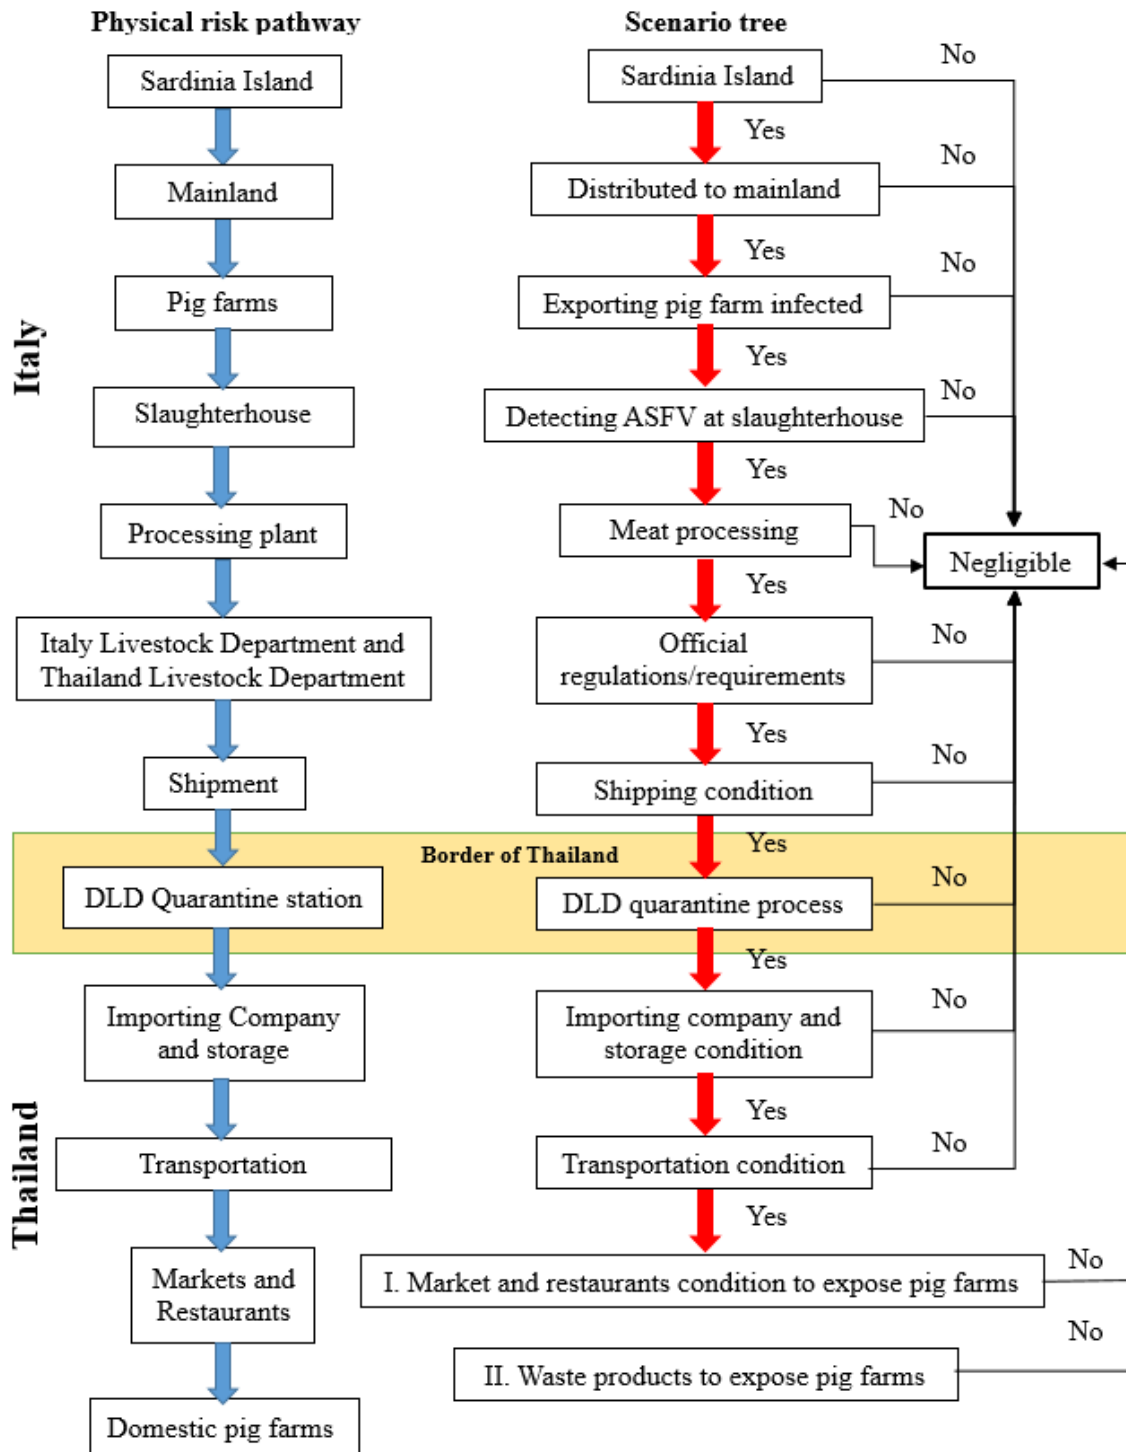 Physical risk pathway
Scenario tree
Italy
Thailand
Sardinia Island
Mainland
Pig farms
Slaughterhouse
Processing plant
Italy Livestock Department and
Thailand Livestock Department
Shipment
Border of Thailand
DLD Quarantine station
Importing Company
and storage
Transportation
Markets and
Restaurants
Domestic pig farms
Sardinia Island
No
Yes
Distributed to mainland
No
Yes
Exporting pig farm infected
No
Yes
Detecting ASFV at slaughterhouse
No
Yes
Meat processing
No
Negligible
Yes
Official
regulations/requirements
No
Yes
Shipping condition
No
Yes
DLD quarantine process
No
Yes
Importing company and
storage condition
No
Yes
Transportation condition
No
Yes
I. Market and restaurants condition to expose pig farms
No
II. Waste products to expose pig farms
No